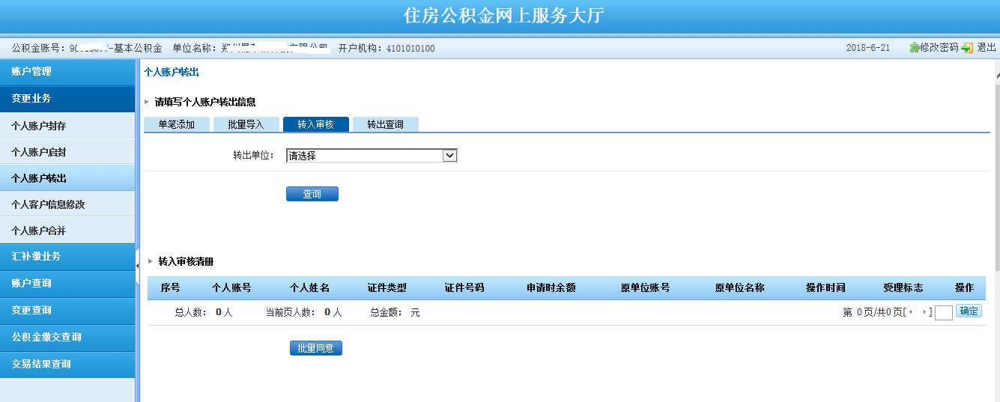 住房公积金网上服务大厅
公积金账号：90 -基本公积金 单位名称： 开户机构：4101010100 2018-6-21 修改密码 退出
账户管理
变更业务
个人账户封存
个人账户启封
个人账户转出
个人客户信息修改
个人账户合并
汇补缴业务
账户查询
变更查询
公积金缴交查询
交易结果查询
个人账户转出
请填写个人账户转出信息
单笔添加 批量导入 转入审核 转出查询
转出单位： 请选择
查询
转入审核清册
序号 个人账号 个人姓名 证件类型 证件号码 申请时余额 原单位账号 原单位名称 操作时间 受理标志 操作
总人数： 0 人 当前页人数： 0 人 总金额： 元 第 0 页/共0 页[ ] 确定
批量同意